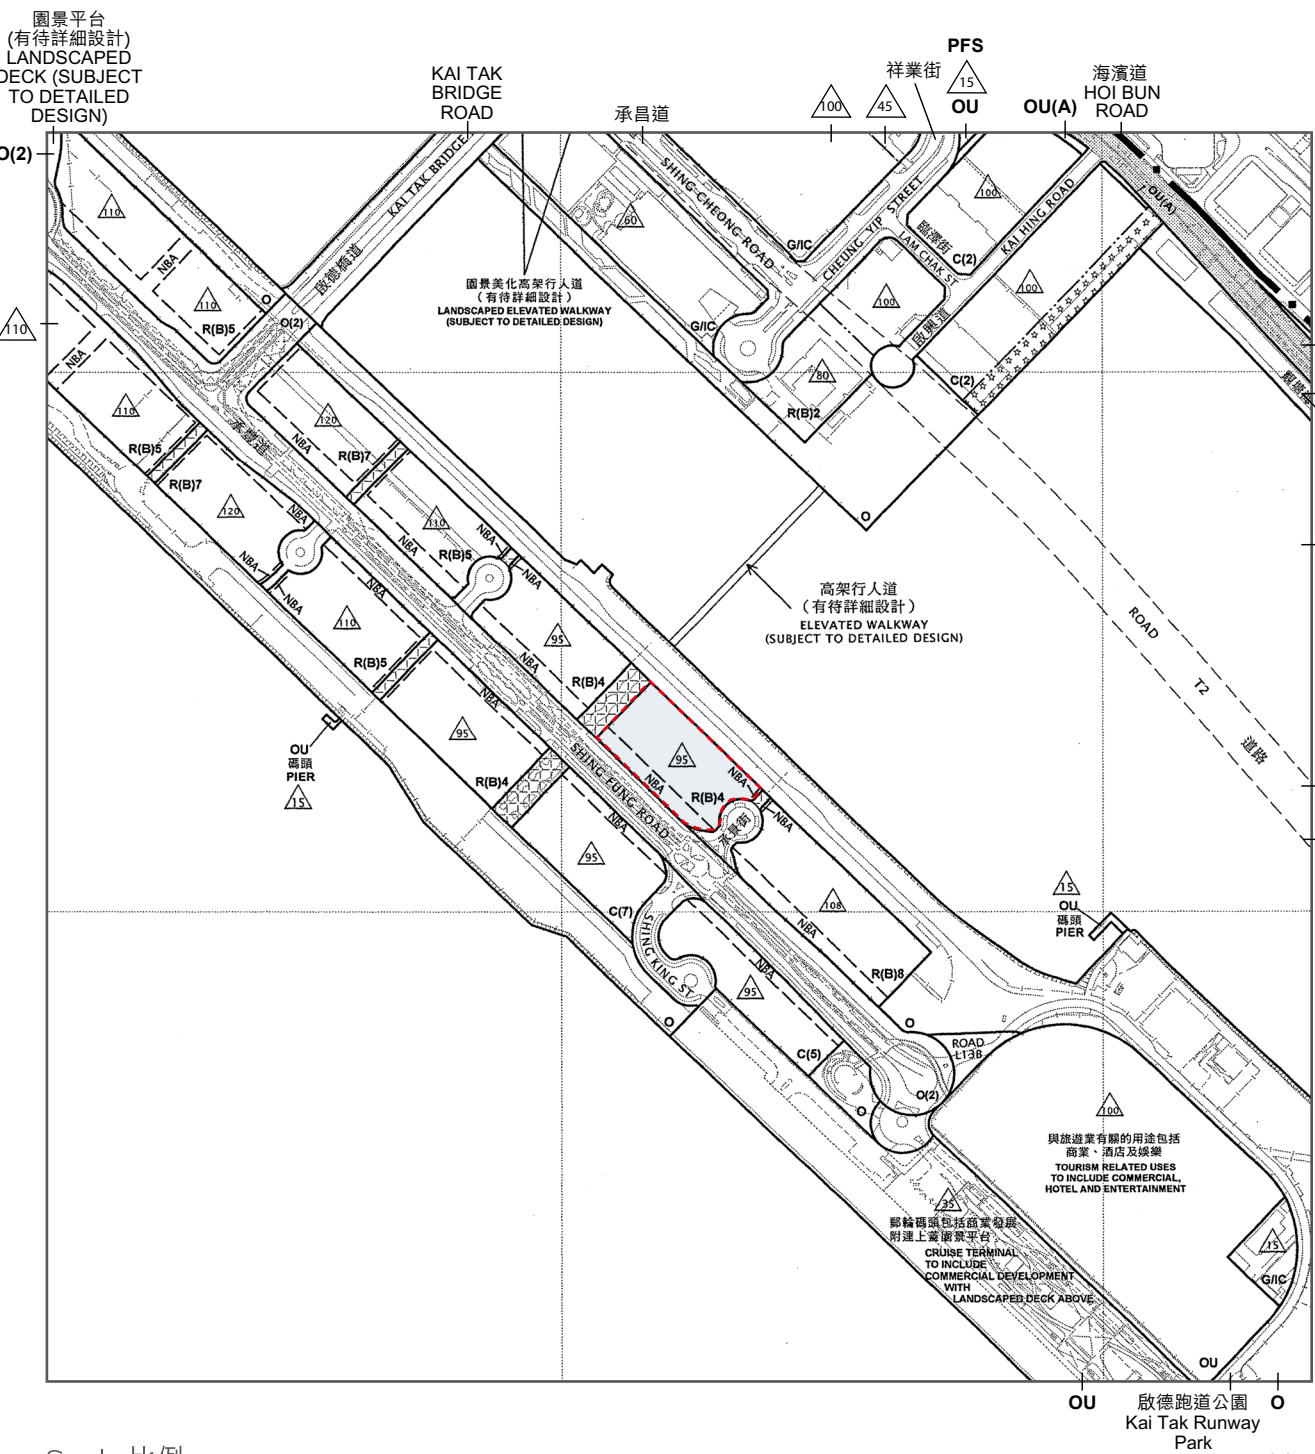 園景平台
(有待詳細設計)
LANDSCAPED
DECK (SUBJECT
TO DETAILED
DESIGN)
KAI TAK
BRIDGE
ROAD
承昌道
100
45
祥業街
PFS
15
OU
OU(A)
海濱道
HOI BUN
ROAD
O(2)
110
110
NBA
110
R(B)5
O
O(2)
KAI TAK BRIDGE
啟德橋道
園景美化高架行人道
(有待詳細設計)
LANDSCAPED ELEVATED WALKWAY
(SUBJECT TO DETAILED DESIGN)
SHING CHEONG ROAD
60
G/IC
G/IC
CHEUNG YIP STREET
臨澤街
LAM CHAK ST
100
C(2)
KAI HING ROAD
OU(A)
100
100
啟興道
C(2)
80
R(B)2
O
NBA
110
R(B)5
承豐道
120
NBA
R(B)7
R(B)7
120
NBA
110
NBA
R(B)5
NBA
NBA
NBA
NBA
NBA
110
R(B)5
95
NBA
R(B)4
高架行人道
(有待詳細設計)
ELEVATED WALKWAY
(SUBJECT TO DETAILED DESIGN)
ROAD
T2
道路
NBA
95
R(B)4
OU
碼頭
PIER
15
SHING FUNG ROAD
95
NBA
NBA
R(B)4
NBA
承景街
NBA
95
C(7)
SHING KING ST
108
NBA
R(B)8
15
OU
碼頭
PIER
NBA
95
C(5)
O
O
ROAD
L13B
O(2)
O
100
與旅遊業有關的用途包括
商業、酒店及娛樂
TOURISM RELATED USES
TO INCLUDE COMMERCIAL,
HOTEL AND ENTERTAINMENT
35
郵輪碼頭包括商業發展
附連上蓋園景平台
CRUISE TERMINAL
TO INCLUDE
COMMERCIAL DEVELOPMENT
WITH
LANDSCAPED DECK ABOVE
15
G/IC
OU
OU
啟德跑道公園
Kai Tak Runway
Park
O